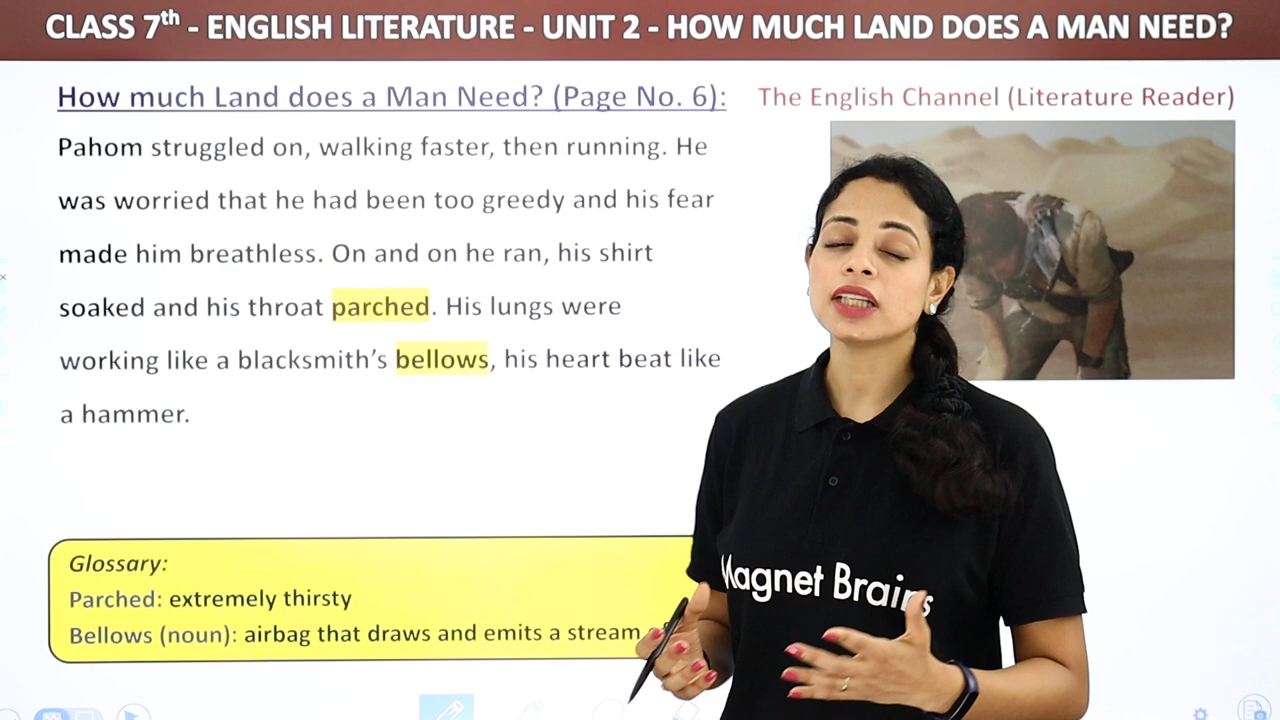 CLASS 7th - ENGLISH LITERATURE - UNIT 2 - HOW MUCH LAND DOES A MAN NEED?
How much Land does a Man Need? (Page No. 6):
The English Channel (Literature Reader)
Pahom struggled on, walking faster, then running. He
was worried that he had been too greedy and his fear
made him breathless. On and on he ran, his shirt
soaked and his throat parched. His lungs were
working like a blacksmith’s bellows, his heart beat like
a hammer.
Magnet Brains
Glossary:
Parched: extremely thirsty
Bellows (noun): airbag that draws and emits a stream